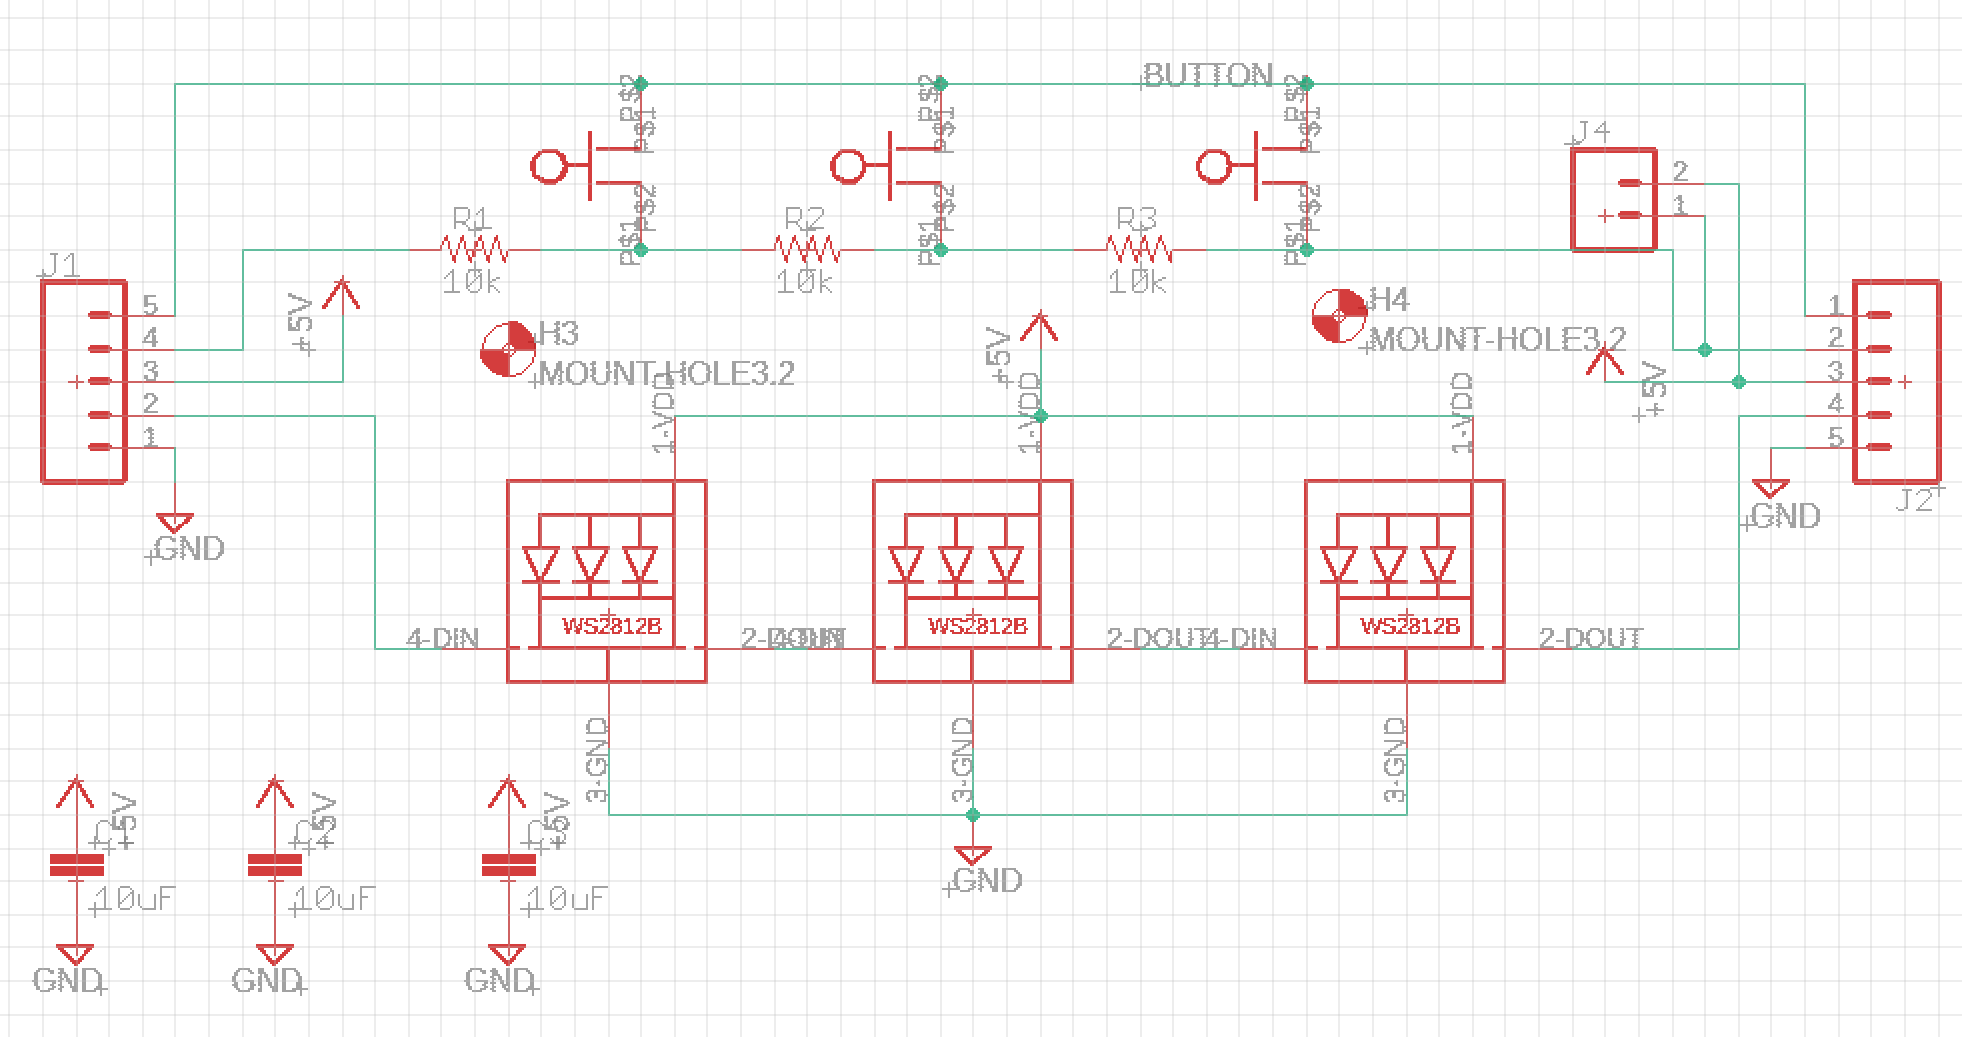 BUTTON
P$2
P$1
P$2
P$1
P$2
P$1
J4
2
1
P$2
P$1
P$2
P$1
P$2
P$1
R1
10k
R2
10k
R3
10k
J1
5
4
3
2
1
+5V
H3
MOUNT-HOLE3.2
+5V
H4
MOUNT-HOLE3.2
+5V
1
2
3
4
5
J2
1-VDD
1-VDD
1-VDD
GND
GND
WS2812B
WS2812B
WS2812B
4-DIN
2-DOUT
4-DIN
2-DOUT
4-DIN
2-DOUT
3-GND
3-GND
3-GND
+5V
+5V
+5V
10uF
10uF
10uF
GND
GND
GND
GND